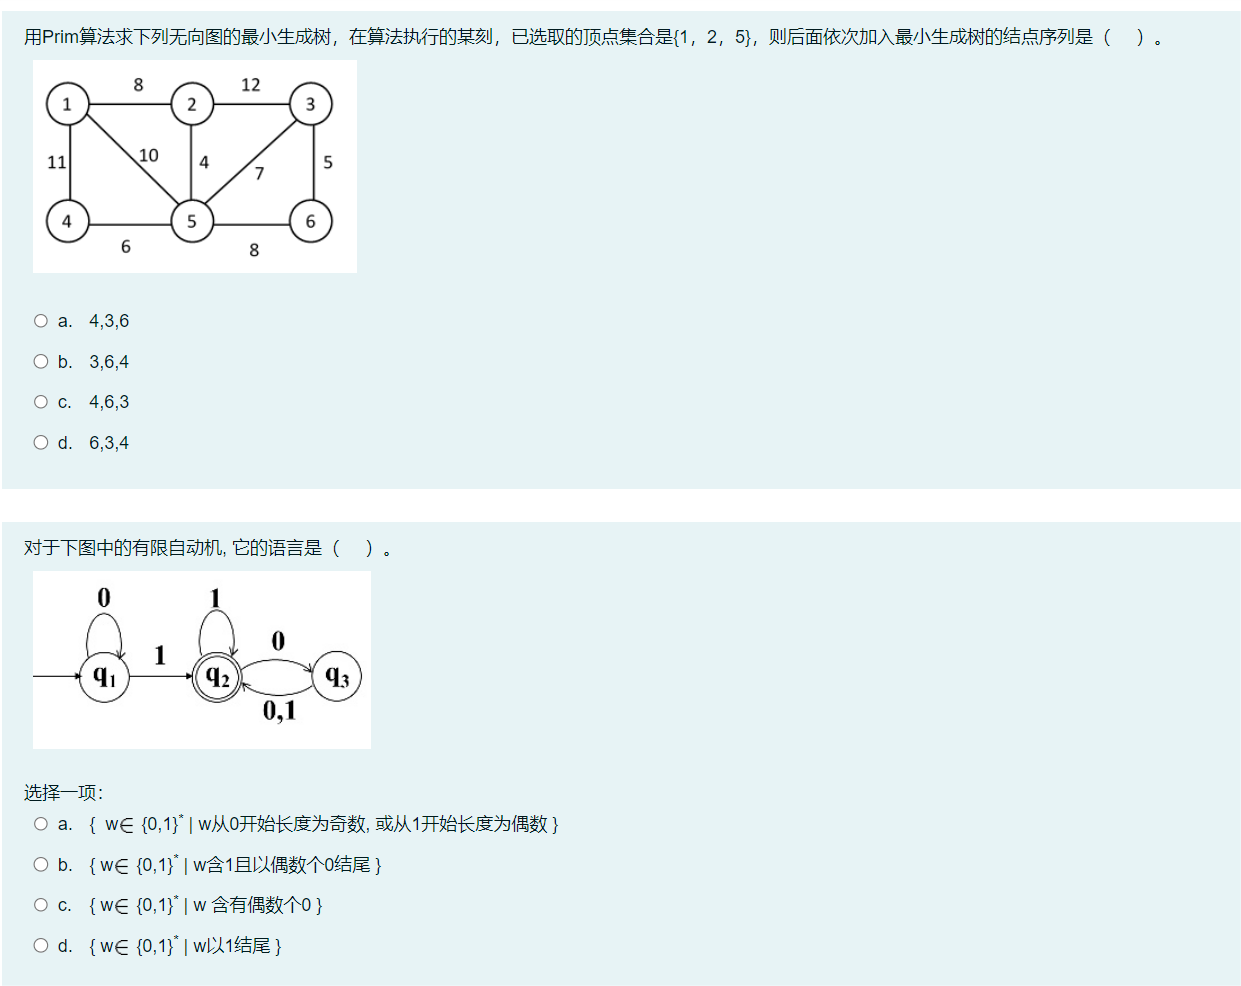 用Prim算法求下列无向图的最小生成树，在算法执行的某刻，已选取的顶点集合是{1，2，5}，则后面依次加入最小生成树的结点序列是（　）。
8 12
1 2 3
11 10 4 7 5
4 5 6
6 8
a. 4,3,6
b. 3,6,4
c. 4,6,3
d. 6,3,4
对于下图中的有限自动机, 它的语言是（　）。
0 1
1 0
q₁ q₂ q₃
0,1
选择一项：
a. { w∈ {0,1}* | w从0开始长度为奇数, 或从1开始长度为偶数 }
b. { w∈ {0,1}* | w含1且以偶数个0结尾 }
c. { w∈ {0,1}* | w 含有偶数个0 }
d. { w∈ {0,1}* | w以1结尾 }